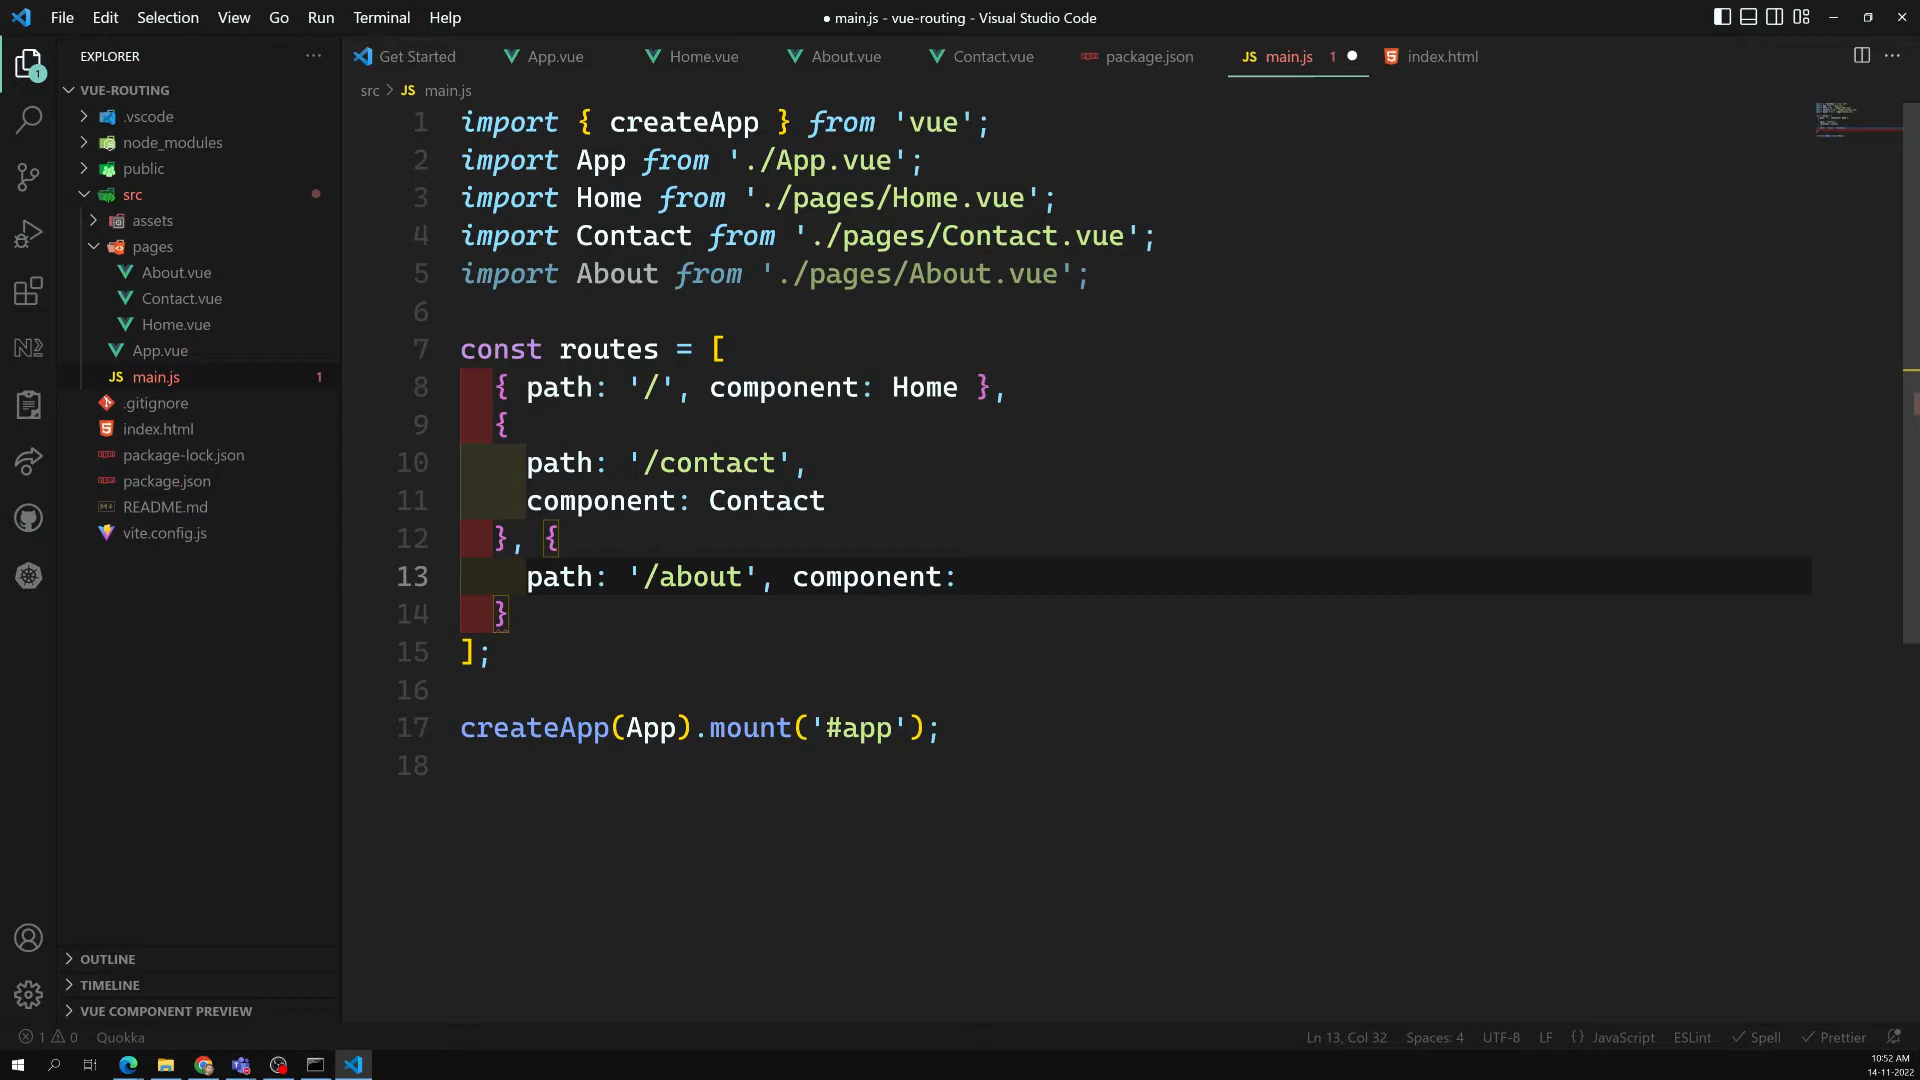 File Edit Selection View Go Run Terminal Help
● main.js - vue-routing - Visual Studio Code
EXPLORER
VUE-ROUTING
.vscode
node_modules
public
src
assets
pages
About.vue
Contact.vue
Home.vue
App.vue
main.js 1
.gitignore
index.html
package-lock.json
package.json
README.md
vite.config.js
OUTLINE
TIMELINE
VUE COMPONENT PREVIEW
Get Started App.vue Home.vue About.vue Contact.vue package.json JS main.js 1 index.html
src > JS main.js
1 import { createApp } from 'vue';
2 import App from './App.vue';
3 import Home from './pages/Home.vue';
4 import Contact from './pages/Contact.vue';
5 import About from './pages/About.vue';
6
7 const routes = [
8 { path: '/', component: Home },
9 {
10 path: '/contact',
11 component: Contact
12 }, {
13 path: '/about', component:
14 }
15 ];
16
17 createApp(App).mount('#app');
18
1 0 Quokka
Ln 13, Col 32 Spaces: 4 UTF-8 LF {} JavaScript ESLint Spell Prettier
10:52 AM
14-11-2022